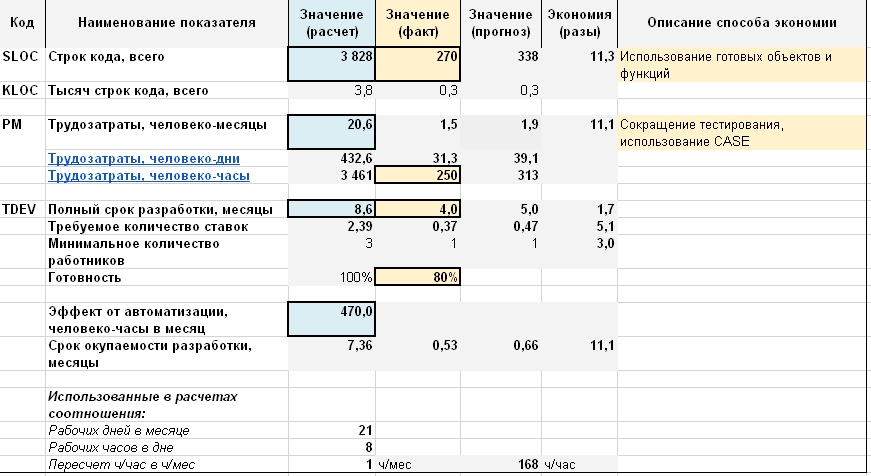 Код Наименование показателя Значение (расчет) Значение (факт) Значение (прогноз) Экономия (разы) Описание способа экономии
SLOC Строк кода, всего 3 828 270 338 11,3 Использование готовых объектов и
функций
KLOC Тысяч строк кода, всего 3,8 0,3 0,3
PM Трудозатраты, человеко-месяцы 20,6 1,5 1,9 11,1 Сокращение тестирования,
использование CASE
Трудозатраты, человеко-дни 432,6 31,3 39,1
Трудозатраты, человеко-часы 3 461 250 313
TDEV Полный срок разработки, месяцы 8,6 4,0 5,0 1,7
Требуемое количество ставок 2,39 0,37 0,47 5,1
Минимальное количество 3 1 1 3,0
работников
Готовность 100% 80%
Эффект от автоматизации, 470,0
человеко-часы в месяц
Срок окупаемости разработки, 7,36 0,53 0,66 11,1
месяцы
Использованные в расчетах
соотношения:
Рабочих дней в месяце 21
Рабочих часов в дне 8
Пересчет ч/час в ч/мес 1 ч/мес 168 ч/час